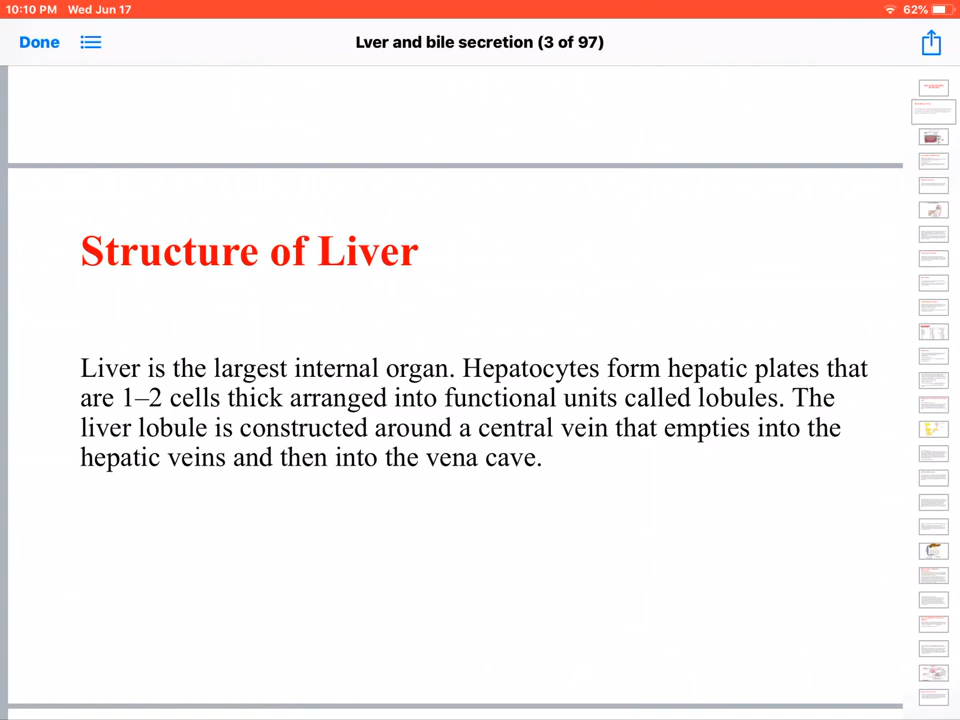 10:10 PM Wed Jun 17 62%
Done Lver and bile secretion (3 of 97)
Structure of Liver
Liver is the largest internal organ. Hepatocytes form hepatic plates that
are 1–2 cells thick arranged into functional units called lobules. The
liver lobule is constructed around a central vein that empties into the
hepatic veins and then into the vena cave.